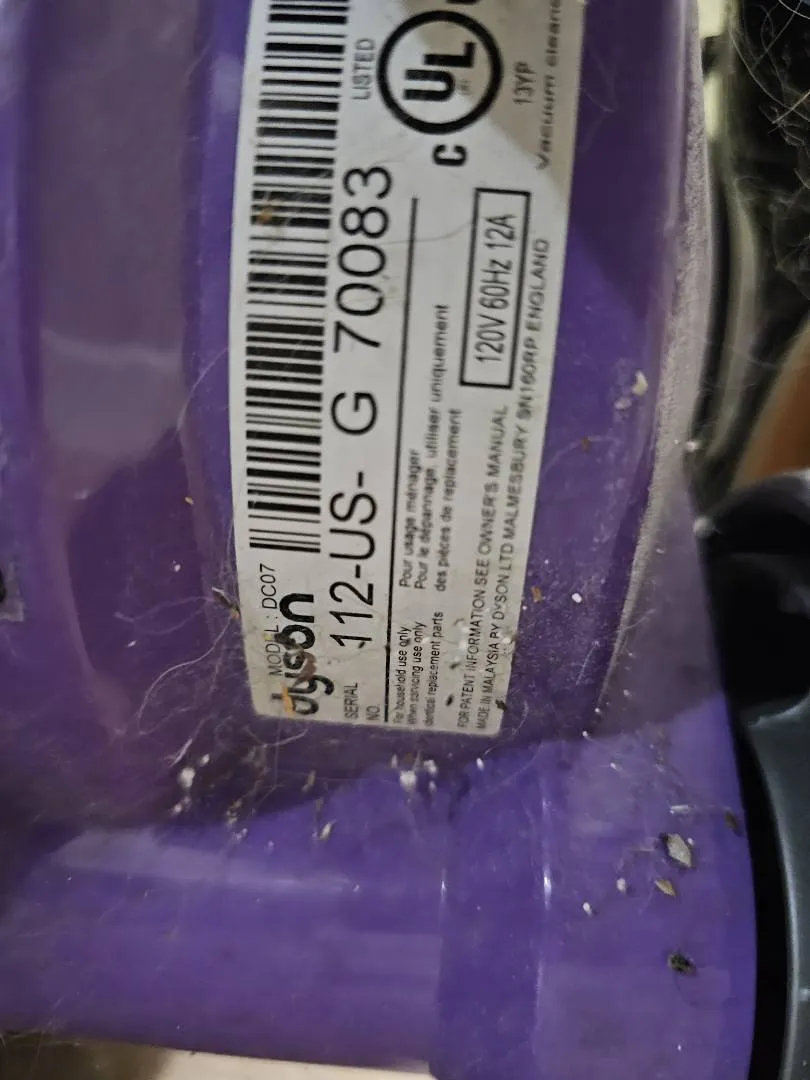 MODEL : DC07
dyson
SERIAL
NO.
112-US- G 70083
For household use only
When servicing use only
identical replacement parts
Pour usage ménager
Pour le dépannage, utiliser uniquement
des pièces de replacement
120V 60Hz 12A
FOR PATENT INFORMATION SEE OWNER'S MANUAL
MADE IN MALAYSIA BY DYSON LTD MALMESBURY SN160RP ENGLAND
LISTED
C UL
13YP
Vacuum cleane